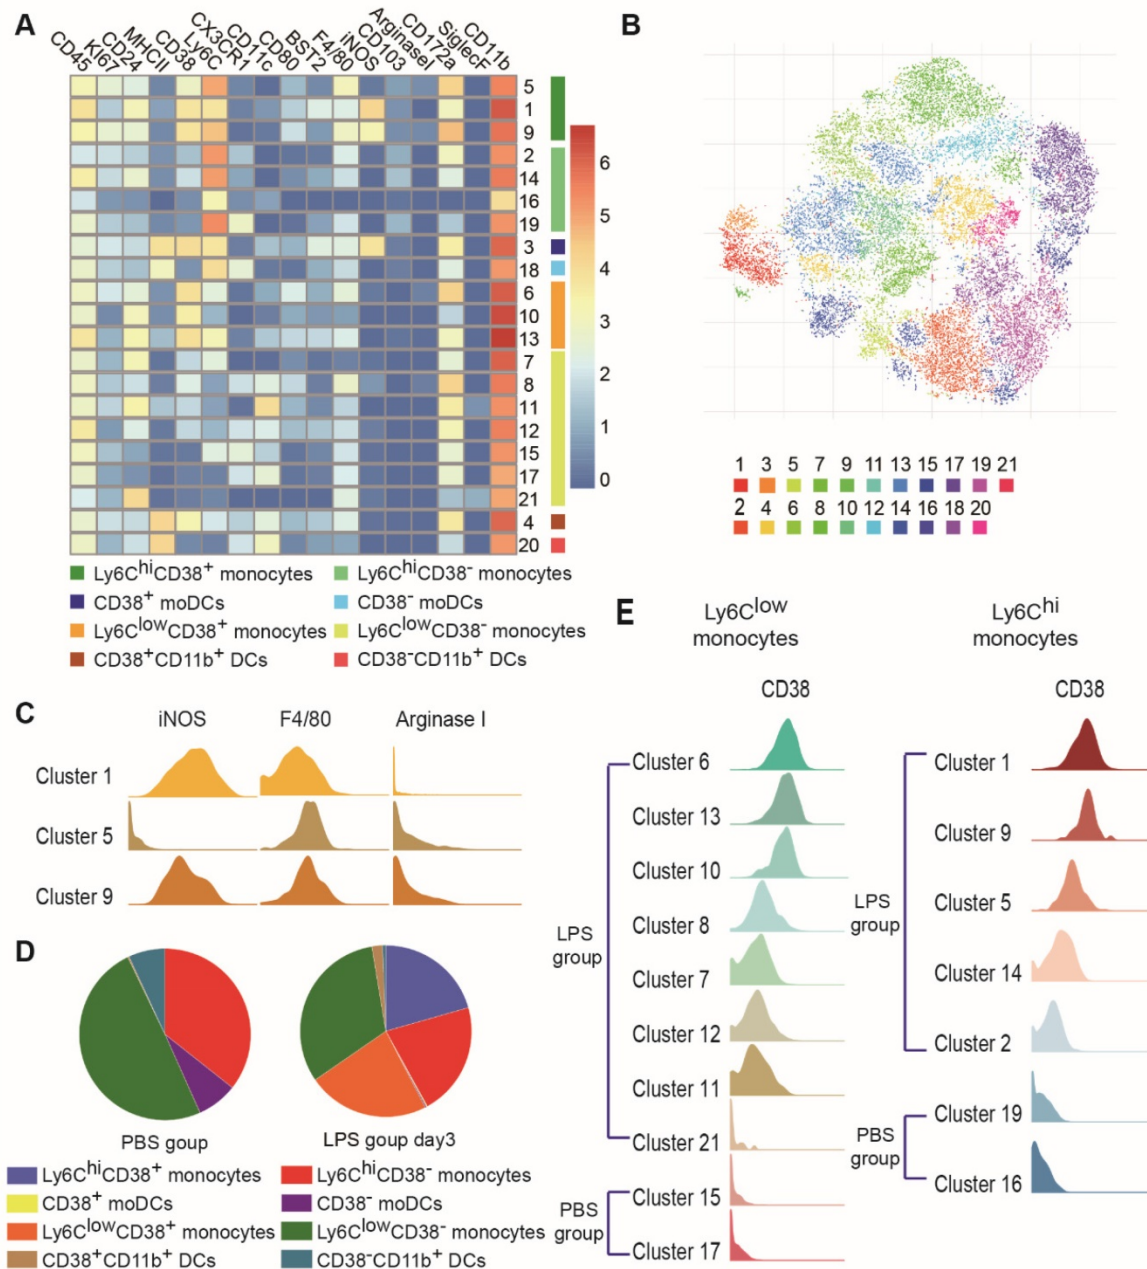 A
CD45
KI67
CD24
MHCII
CD38
Ly6C
CX3CR1
CD11c
CD80
BST2
F4/80
iNOS
CD103
ArginaseI
CD172a
SiglecF
CD11b
5
1
9
2
14
16
19
3
18
6
10
13
7
8
11
12
15
17
21
4
20
6
5
4
3
2
1
0
Ly6ChiCD38+ monocytes
Ly6ChiCD38- monocytes
CD38+ moDCs
CD38- moDCs
Ly6ClowCD38+ monocytes
Ly6ClowCD38- monocytes
CD38+CD11b+ DCs
CD38-CD11b+ DCs
B
1 3 5 7 9 11 13 15 17 19 21
2 4 6 8 10 12 14 16 18 20
C
iNOS F4/80 Arginase I
Cluster 1
Cluster 5
Cluster 9
D
PBS goup
LPS goup day3
Ly6ChiCD38+ monocytes
Ly6ChiCD38- monocytes
CD38+ moDCs
CD38- moDCs
Ly6ClowCD38+ monocytes
Ly6ClowCD38- monocytes
CD38+CD11b+ DCs
CD38-CD11b+ DCs
E
Ly6Clow
monocytes
CD38
LPS
group
Cluster 6
Cluster 13
Cluster 10
Cluster 8
Cluster 7
Cluster 12
Cluster 11
Cluster 21
PBS
group
Cluster 15
Cluster 17
Ly6Chi
monocytes
CD38
LPS
group
Cluster 1
Cluster 9
Cluster 5
Cluster 14
Cluster 2
PBS
group
Cluster 19
Cluster 16